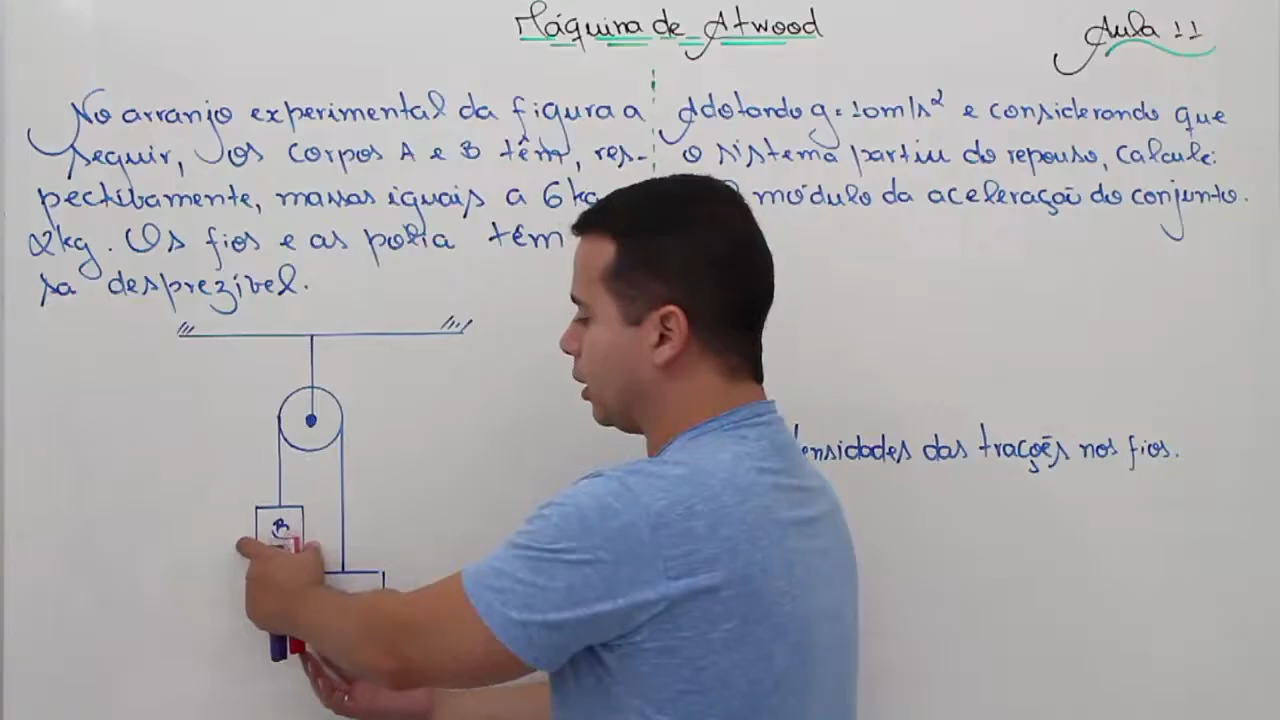 Máquina de Atwood
Aula 11
No arranjo experimental da figura a
seguir, os corpos A e B têm, res-
pectivamente, massas iguais a 6kg
2kg. Os fios e as polia têm
sa desprezível.
Adotando g = 10m/s² e considerando que
o sistema partiu do repouso, calcule:
módulo da aceleração do conjunto.
tensidades das trações nos fios.
B